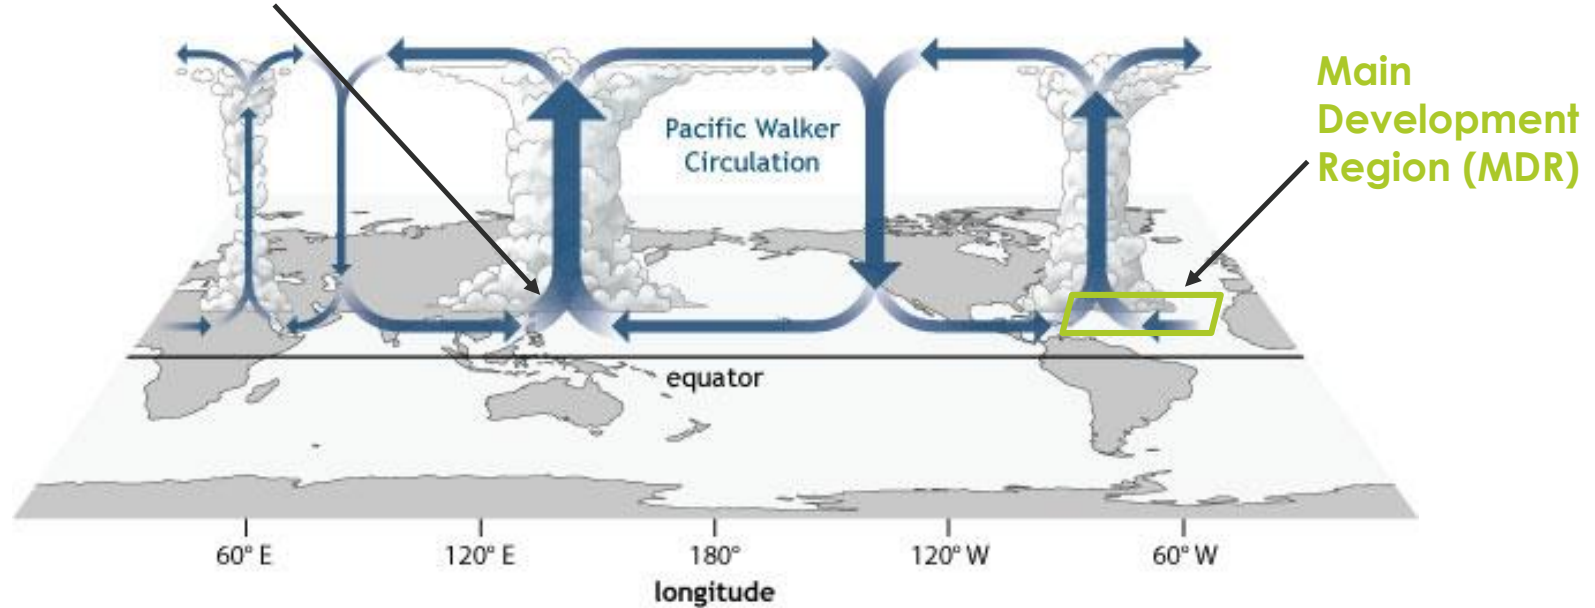 Main
Development
Region (MDR)
Pacific Walker
Circulation
equator
60° E
120° E
180°
120° W
60° W
longitude